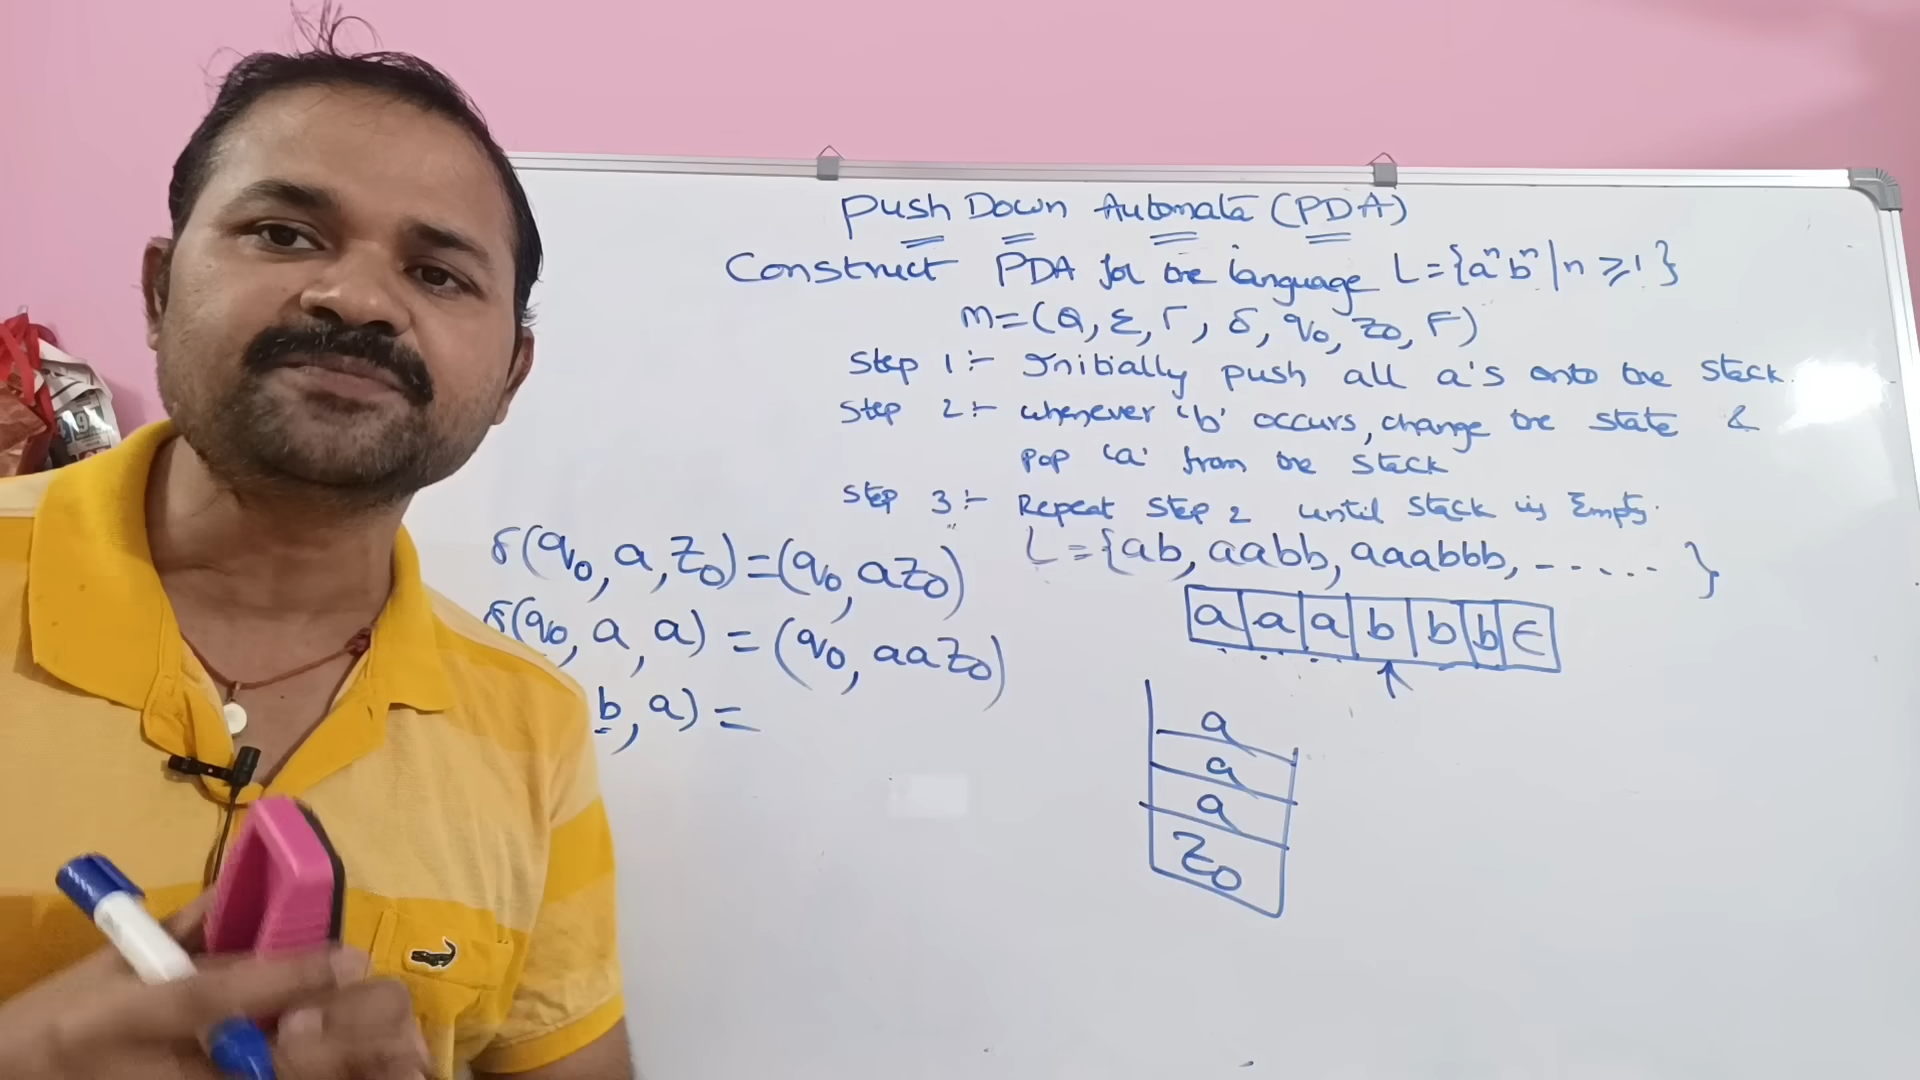 Push Down Automata (PDA)
Construct PDA for the language L = {aⁿbⁿ | n ≥ 1}
M = (Q, Σ, Γ, δ, q₀, z₀, F)
Step 1 :- Initially push all a's onto the stack.
Step 2 :- whenever 'b' occurs, change the state &
pop 'a' from the stack
Step 3 :- Repeat Step 2 until stack is Empty.
L = {ab, aabb, aaabbb, ------ }
δ(q₀, a, z₀) = (q₀, az₀)
δ(q₀, a, a) = (q₀, aaz₀)
b, a) =
a a a b b b ε
a
a
a
z₀